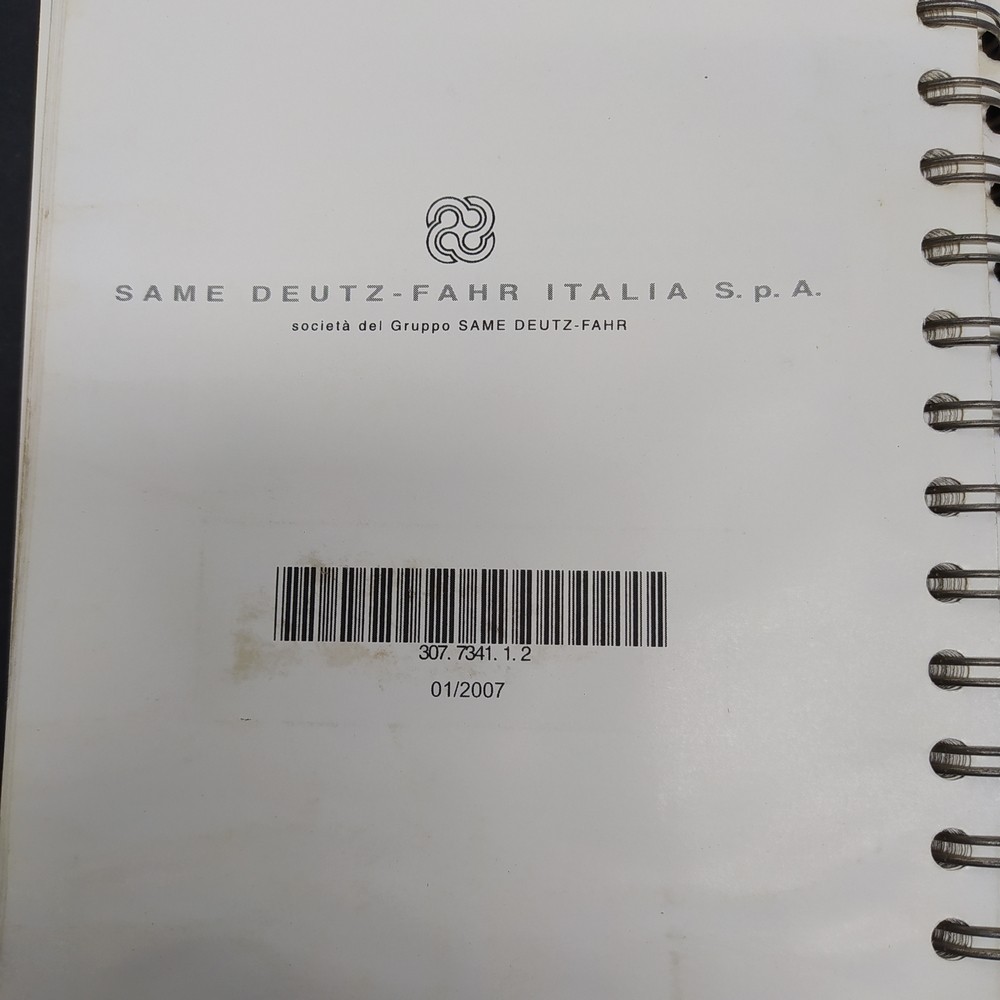 SAME DEUTZ-FAHR ITALIA S. p. A.
società del Gruppo SAME DEUTZ-FAHR
307. 7341. 1. 2
01/2007